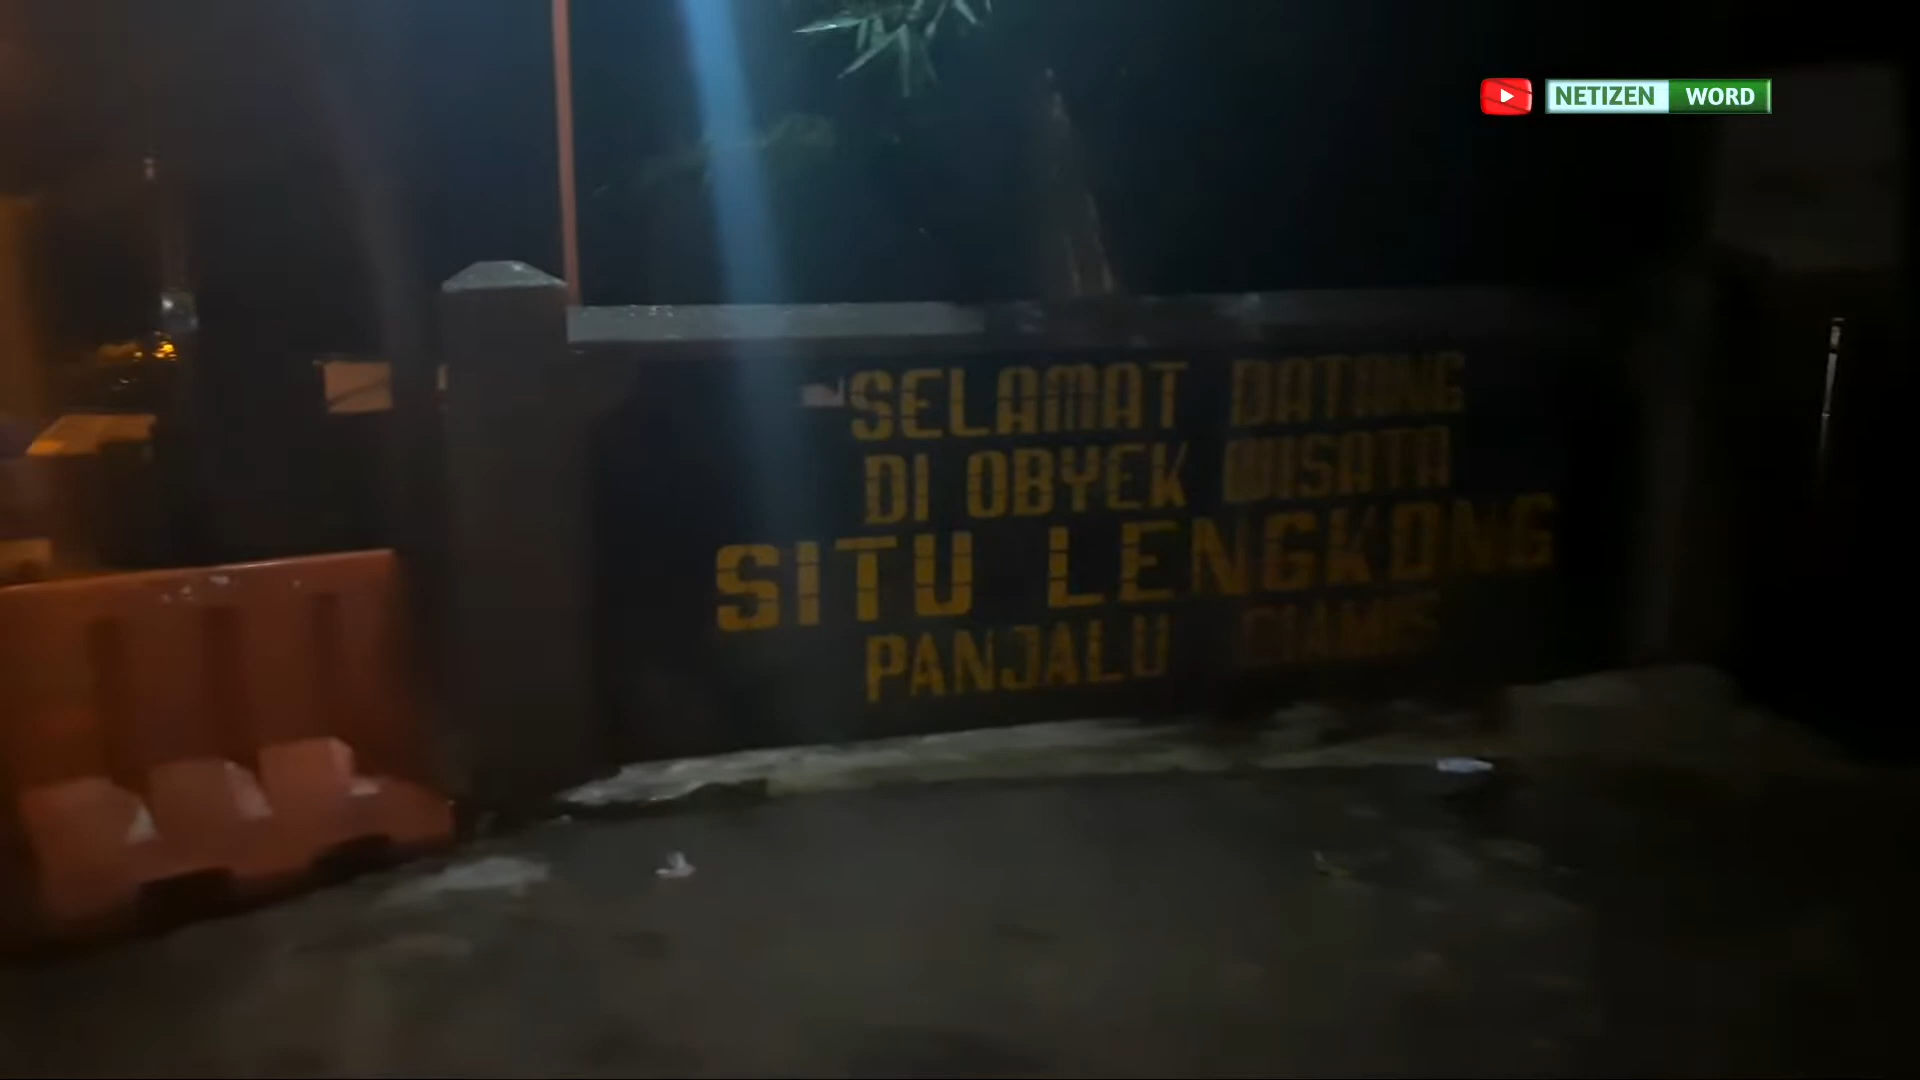 NETIZEN WORD
SELAMAT DATANG
DI OBYEK WISATA
SITU LENGKONG
PANJALU CIAMIS